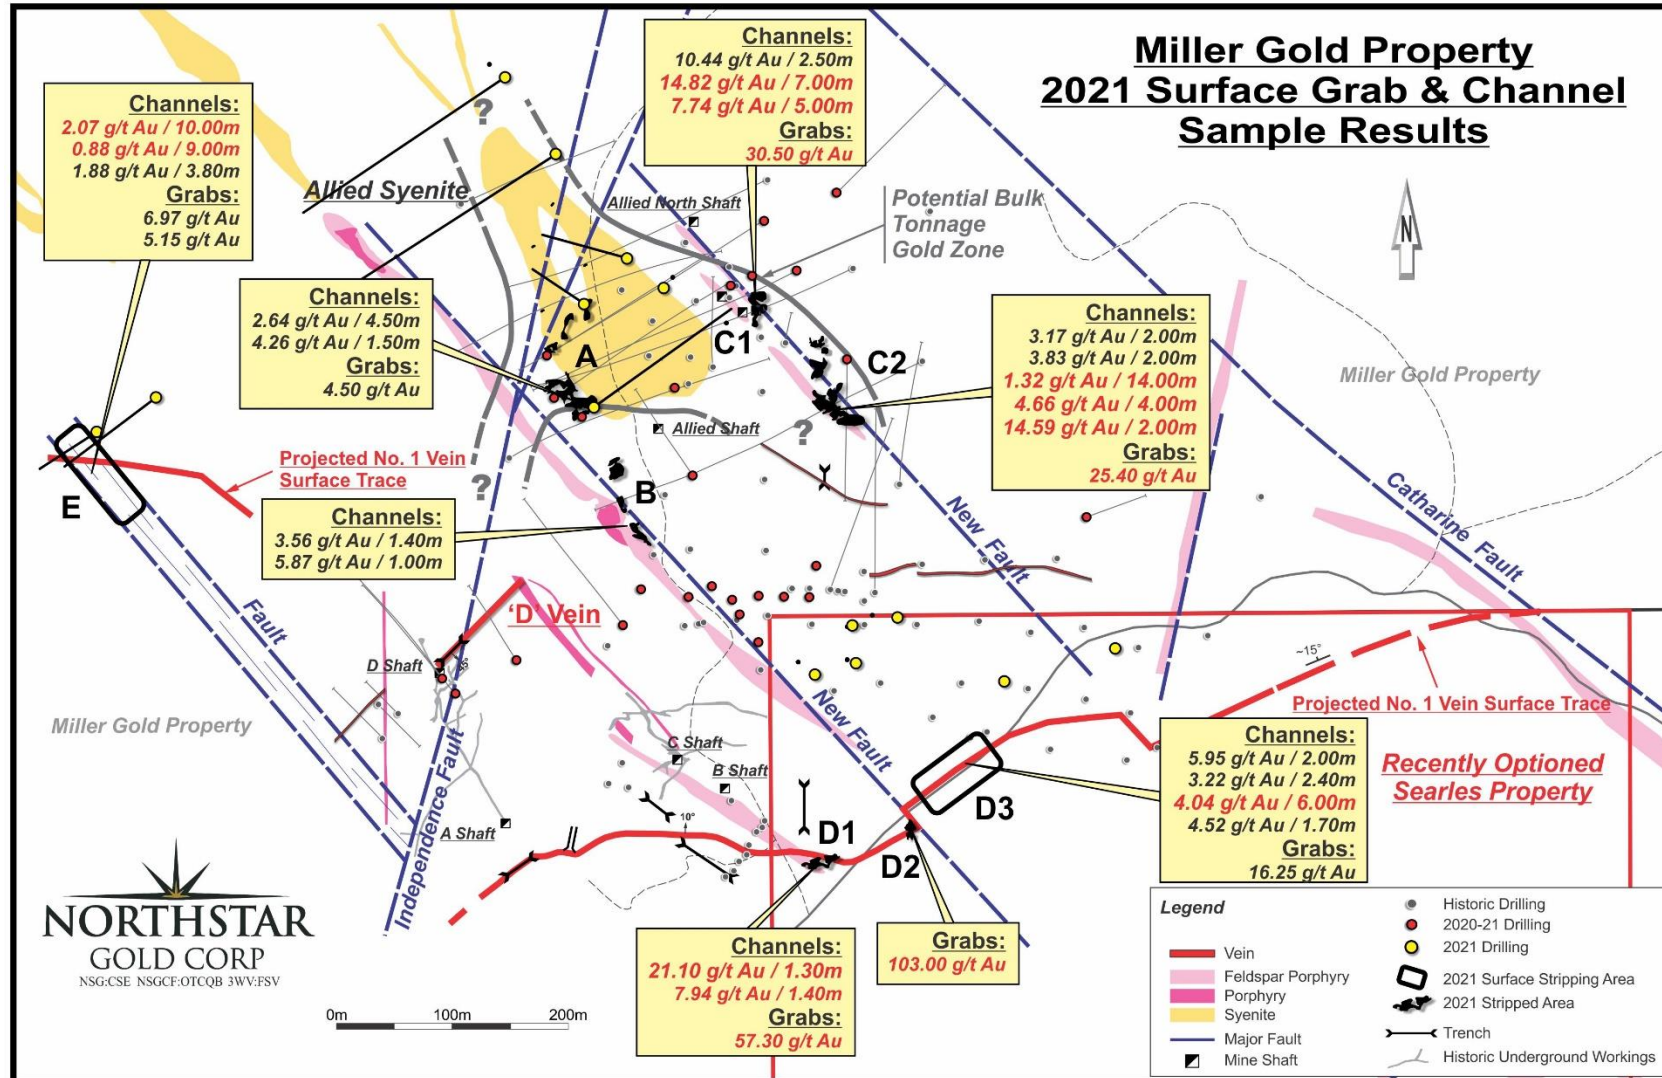 Miller Gold Property
2021 Surface Grab & Channel
Sample Results
Channels:
10.44 g/t Au / 2.50m
14.82 g/t Au / 7.00m
7.74 g/t Au / 5.00m
Grabs:
30.50 g/t Au
Channels:
2.07 g/t Au / 10.00m
0.88 g/t Au / 9.00m
1.88 g/t Au / 3.80m
Grabs:
6.97 g/t Au
5.15 g/t Au
?
Allied Syenite
Allied North Shaft
Potential Bulk
Tonnage
Gold Zone
N
Channels:
2.64 g/t Au / 4.50m
4.26 g/t Au / 1.50m
Grabs:
4.50 g/t Au
A
C1
C2
Channels:
3.17 g/t Au / 2.00m
3.83 g/t Au / 2.00m
1.32 g/t Au / 14.00m
4.66 g/t Au / 4.00m
14.59 g/t Au / 2.00m
Grabs:
25.40 g/t Au
Miller Gold Property
Allied Shaft
?
Projected No. 1 Vein
Surface Trace
?
E
B
Channels:
3.56 g/t Au / 1.40m
5.87 g/t Au / 1.00m
New Fault
Catharine Fault
Fault
'D' Vein
D Shaft
Miller Gold Property
~15°
Projected No. 1 Vein Surface Trace
New Fault
C Shaft
B Shaft
A Shaft
10°
Independence Fault
D1
D2
D3
Channels:
5.95 g/t Au / 2.00m
3.22 g/t Au / 2.40m
4.04 g/t Au / 6.00m
4.52 g/t Au / 1.70m
Grabs:
16.25 g/t Au
Recently Optioned
Searles Property
NORTHSTAR
GOLD CORP
NSG:CSE NSGCF:OTCQB 3WV:FSV
0m 100m 200m
Channels:
21.10 g/t Au / 1.30m
7.94 g/t Au / 1.40m
Grabs:
57.30 g/t Au
Grabs:
103.00 g/t Au
Legend
Vein
Feldspar Porphyry
Porphyry
Syenite
Major Fault
Mine Shaft
Historic Drilling
2020-21 Drilling
2021 Drilling
2021 Surface Stripping Area
2021 Stripped Area
Trench
Historic Underground Workings